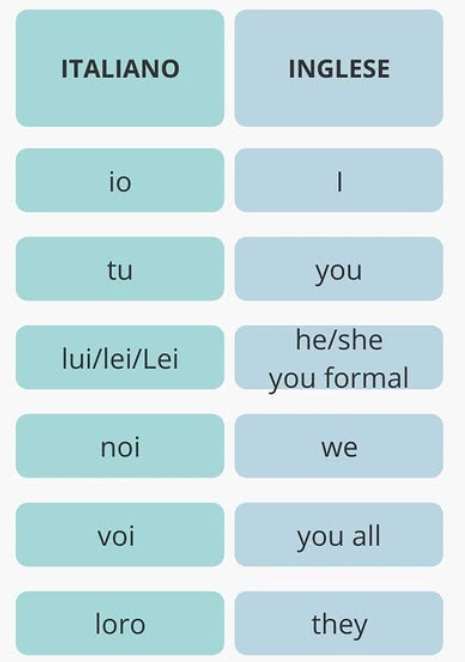 ITALIANO INGLESE
io I
tu you
lui/lei/Lei he/she
you formal
noi we
voi you all
loro they